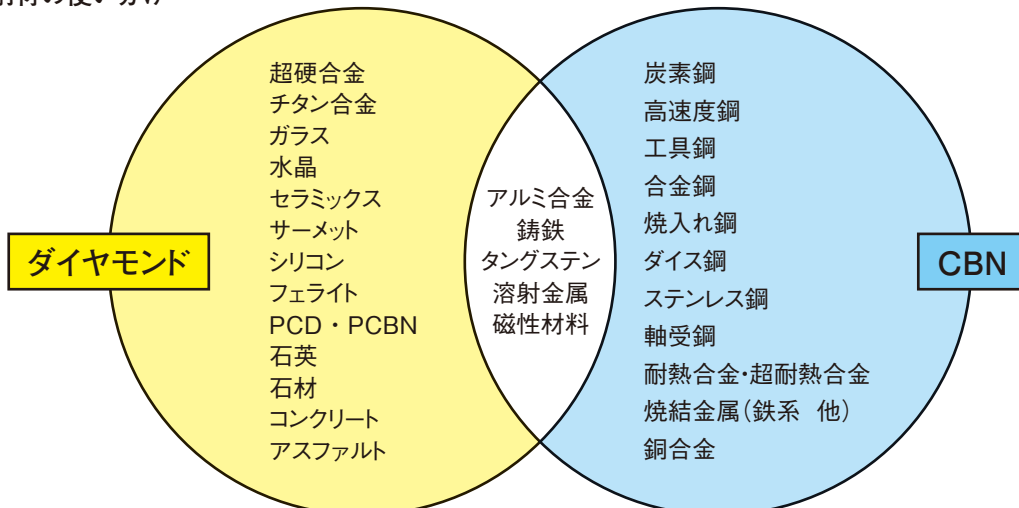 の使い分け
ダイヤモンド
超硬合金
チタン合金
ガラス
水晶
セラミックス
サーメット
シリコン
フェライト
PCD・PCBN
石英
石材
コンクリート
アスファルト
アルミ合金
鋳鉄
タングステン
溶射金属
磁性材料
炭素鋼
高速度鋼
工具鋼
合金鋼
焼入れ鋼
ダイス鋼
ステンレス鋼
軸受鋼
耐熱合金・超耐熱合金
焼結金属（鉄系　他）
銅合金
CBN